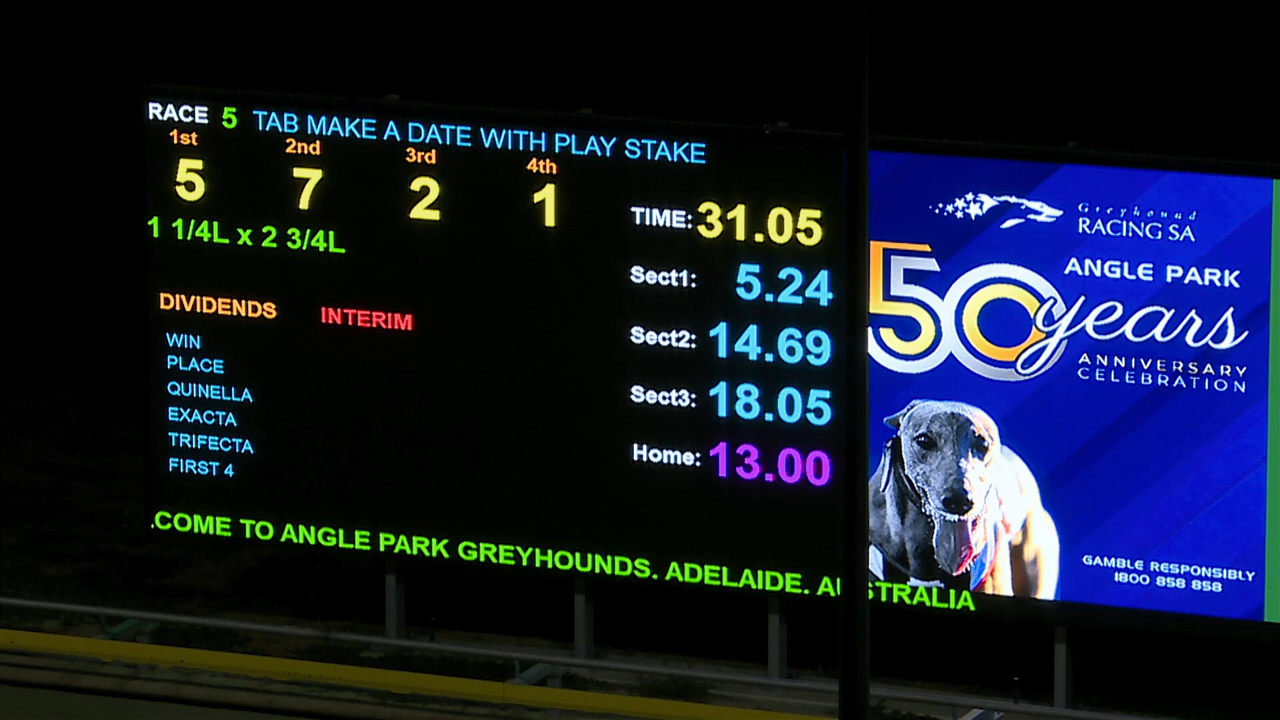 RACE 5 TAB MAKE A DATE WITH PLAY STAKE
1st 2nd 3rd 4th
5 7 2 1
1 1/4L x 2 3/4L
TIME: 31.05
Sect1: 5.24
Sect2: 14.69
Sect3: 18.05
Home: 13.00
DIVIDENDS INTERIM
WIN
PLACE
QUINELLA
EXACTA
TRIFECTA
FIRST 4
.COME TO ANGLE PARK GREYHOUNDS. ADELAIDE. AUSTRALIA
Greyhound
RACING SA
ANGLE PARK
50 years
ANNIVERSARY
CELEBRATION
GAMBLE RESPONSIBLY
1800 858 858